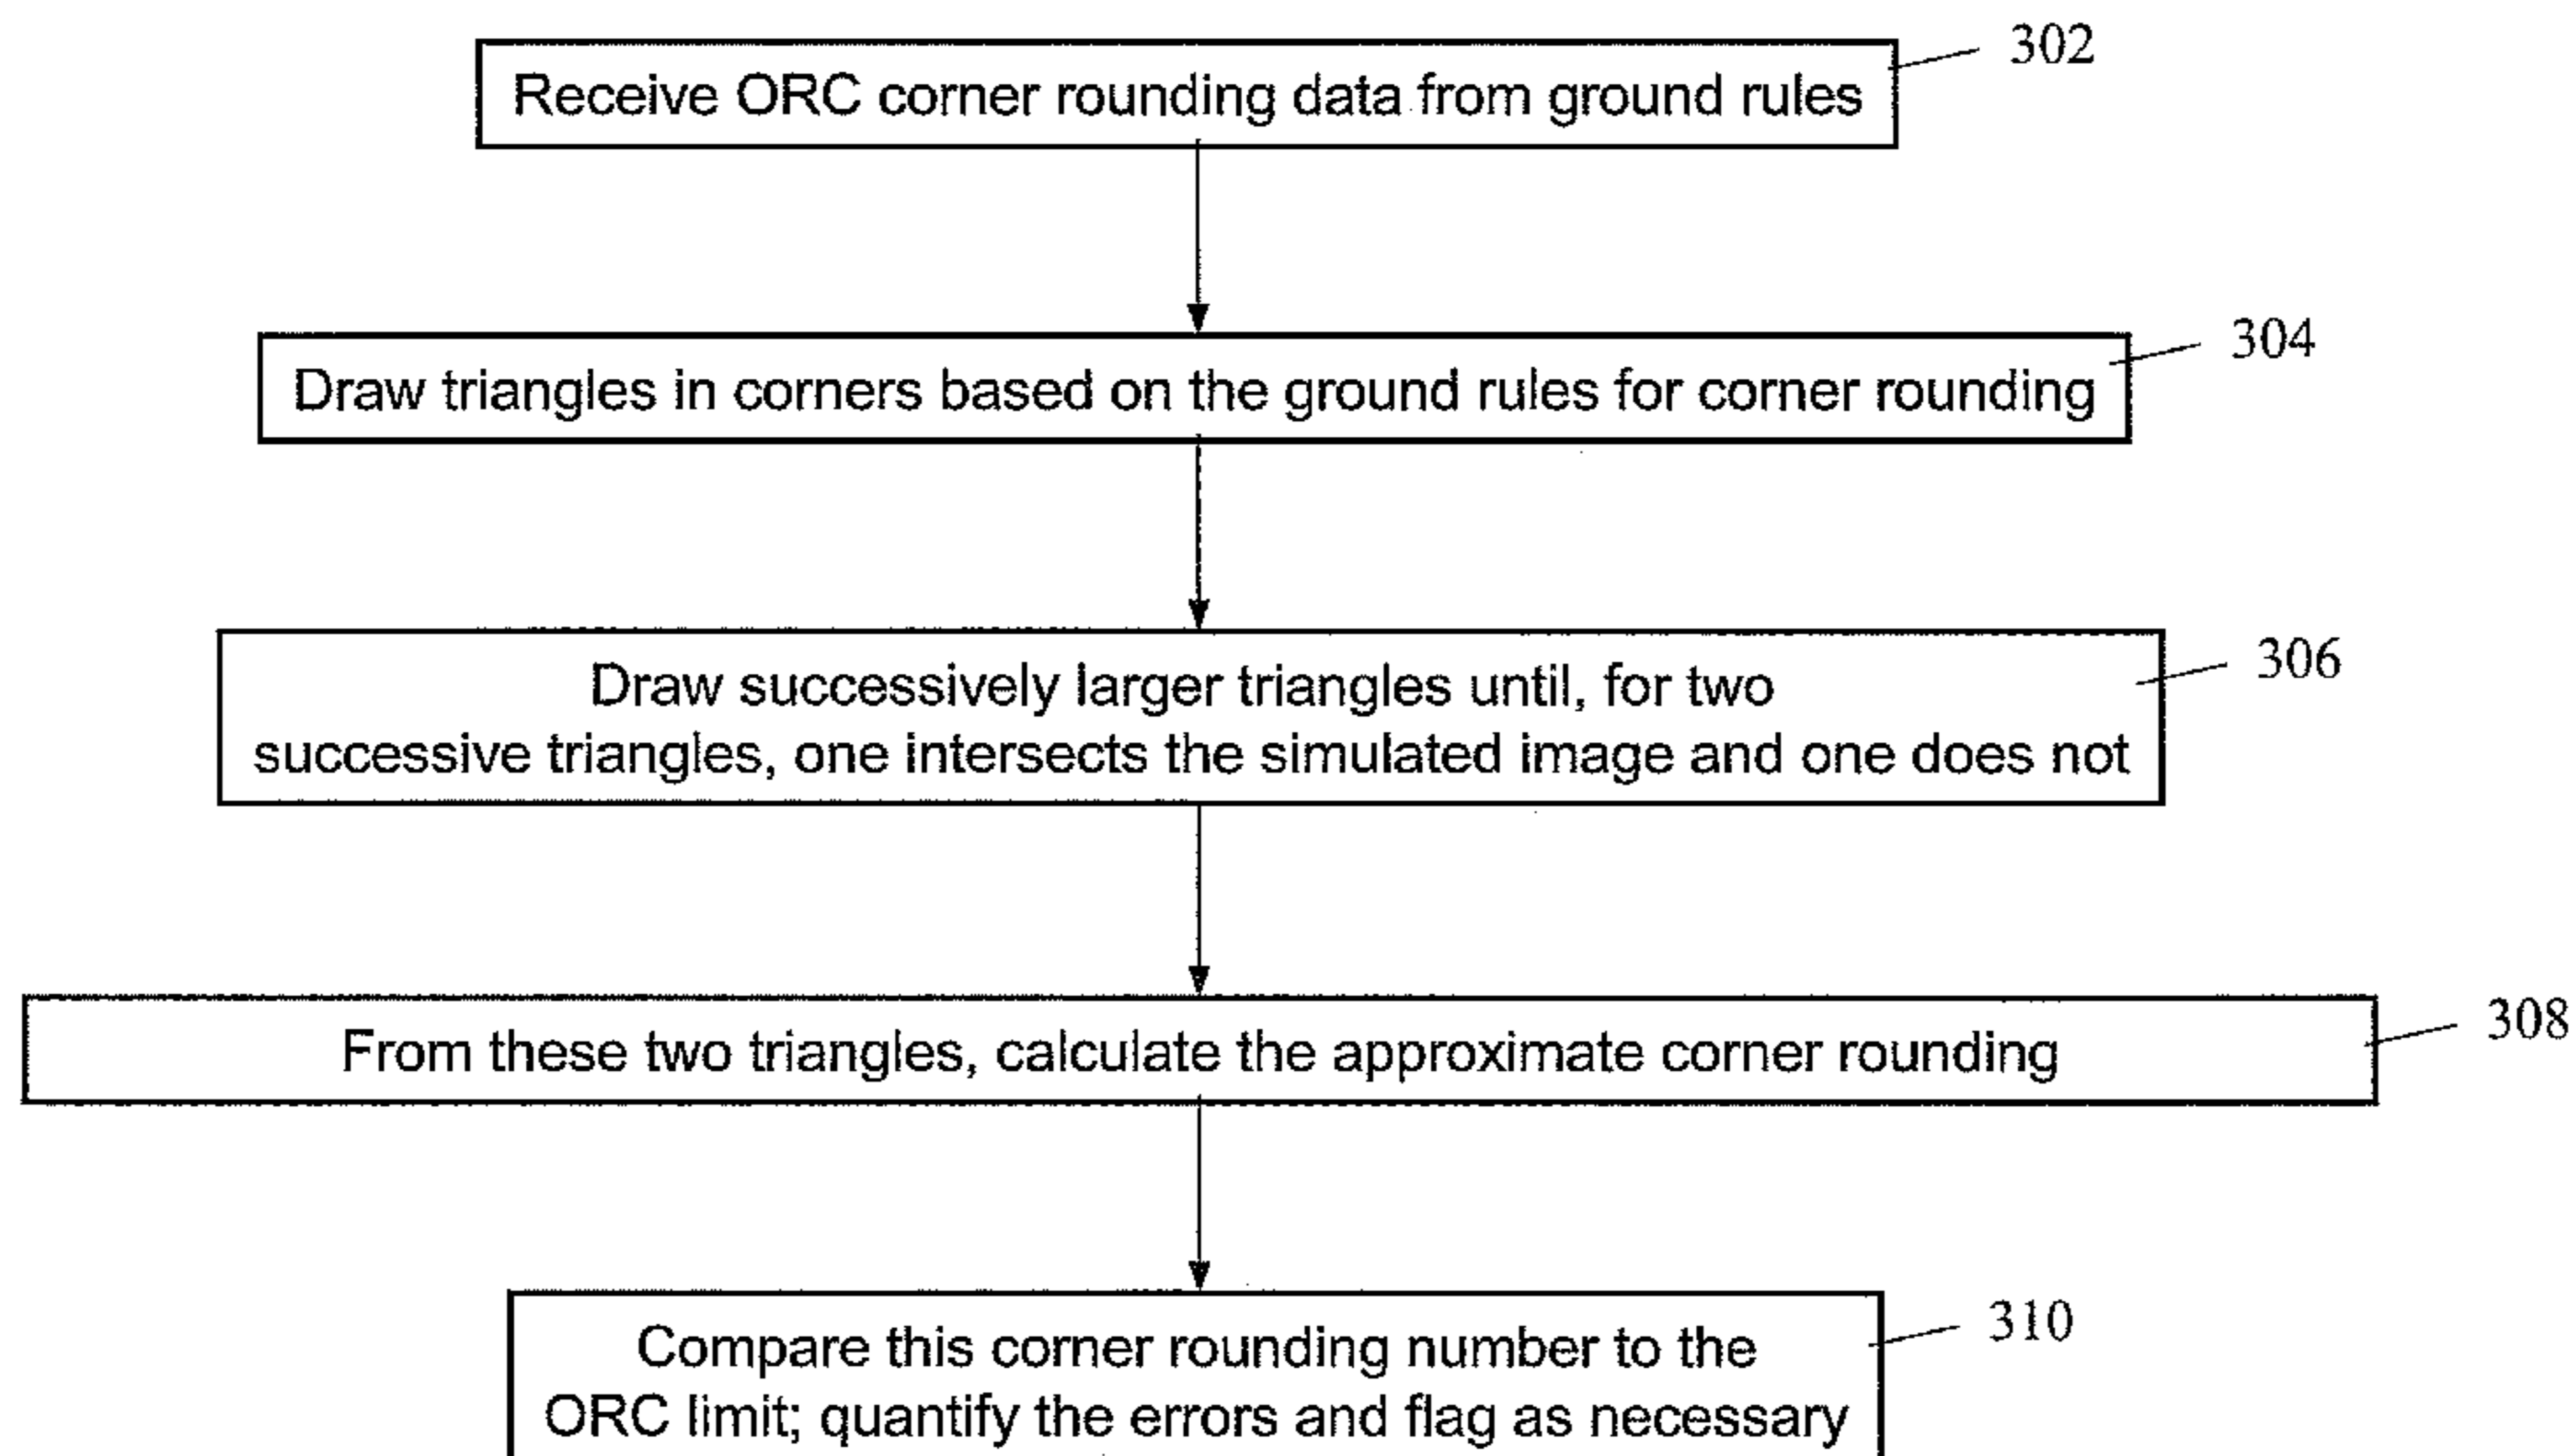 Receive ORC corner rounding data from ground rules
302
Draw triangles in corners based on the ground rules for corner rounding
304
Draw successively larger triangles until, for two
306
successive triangles, one intersects the simulated image and one does not
From these two triangles, calculate the approximate corner rounding
308
Compare this corner rounding number to the
310
ORC limit; quantify the errors and flag as necessary